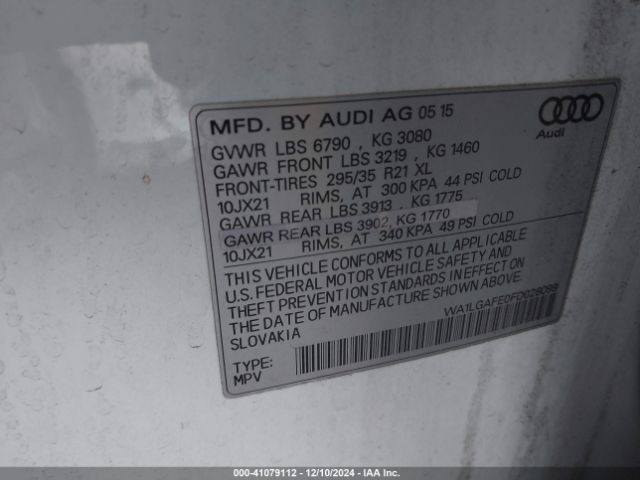 MFD. BY AUDI AG 05 15
Audi
GVWR LBS 6790 , KG 3080
GAWR FRONT LBS 3219 , KG 1460
FRONT-TIRES 295/35 R21 XL
10JX21 RIMS, AT 300 KPA 44 PSI COLD
GAWR REAR LBS 3913 , KG 1775
GAWR REAR LBS 3902, KG 1770
10JX21 RIMS, AT 340 KPA 49 PSI COLD
THIS VEHICLE CONFORMS TO ALL APPLICABLE
U.S. FEDERAL MOTOR VEHICLE SAFETY AND
THEFT PREVENTION STANDARDS IN EFFECT ON
THE DATE OF MANUFACTURE SHOWN ABOVE.
SLOVAKIA
WA1LGAFE0FD028098
TYPE:
MPV
000-41079112 - 12/10/2024 - IAA Inc.